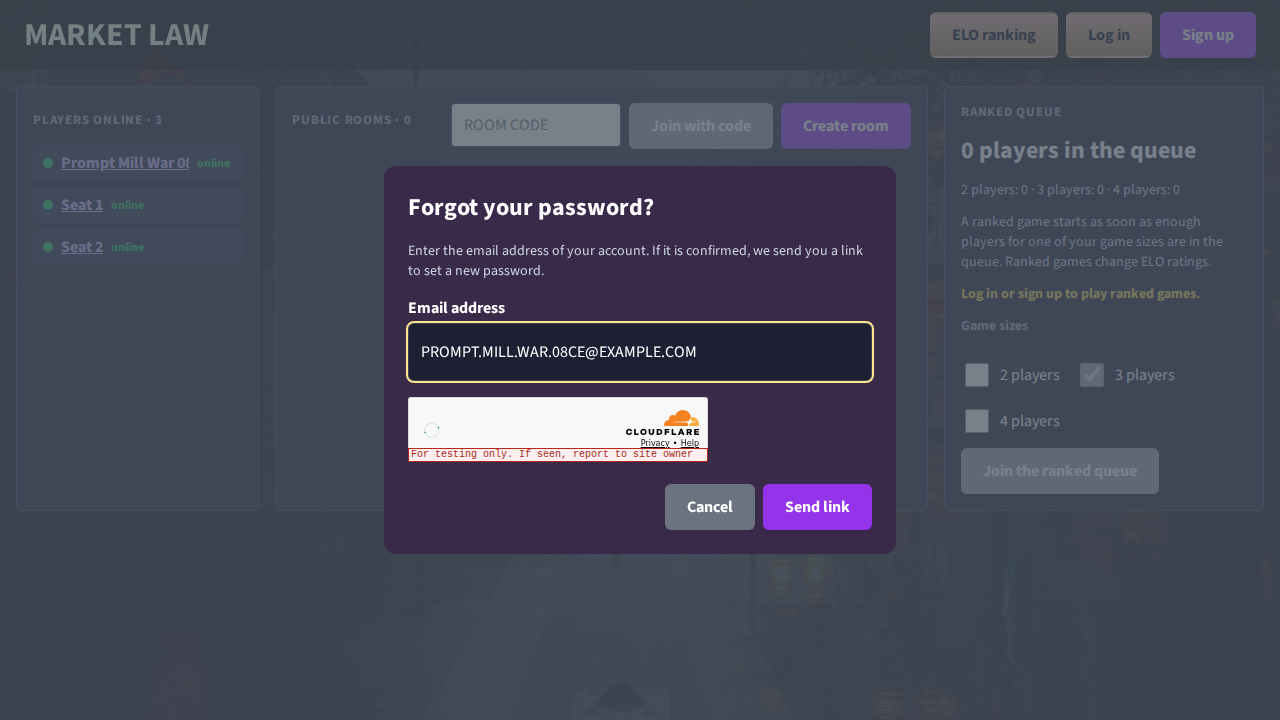 MARKET LAW
ELO ranking
Log in
Sign up
PLAYERS ONLINE · 3
Prompt Mill War 08 online
Seat 1 online
Seat 2 online
PUBLIC ROOMS · 0
ROOM CODE
Join with code
Create room
Forgot your password?
Enter the email address of your account. If it is confirmed, we send you a link
to set a new password.
Email address
PROMPT.MILL.WAR.08CE@EXAMPLE.COM
CLOUDFLARE
Privacy • Help
For testing only. If seen, report to site owner
Cancel
Send link
RANKED QUEUE
0 players in the queue
2 players: 0 · 3 players: 0 · 4 players: 0
A ranked game starts as soon as enough
players for one of your game sizes are in the
queue. Ranked games change ELO ratings.
Log in or sign up to play ranked games.
Game sizes
2 players
3 players
4 players
Join the ranked queue